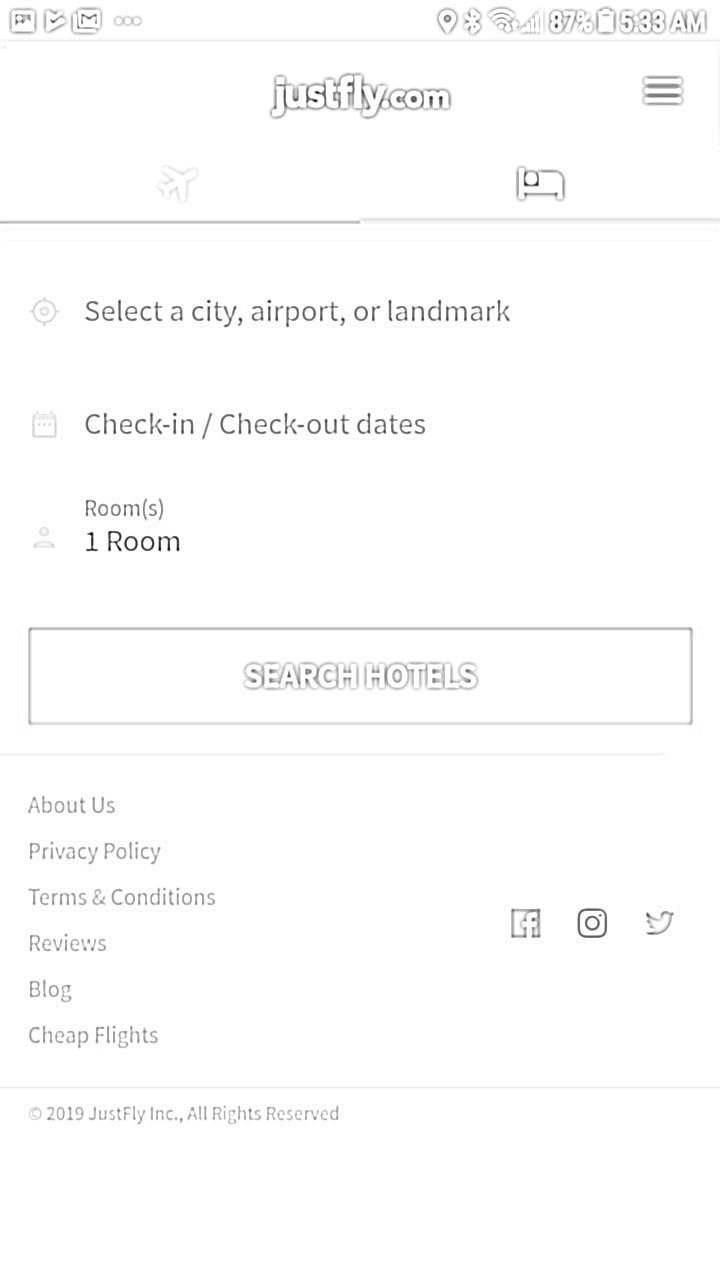 87% 5:33 AM
justfly.com
Select a city, airport, or landmark
Check-in / Check-out dates
Room(s)
1 Room
SEARCH HOTELS
About Us
Privacy Policy
Terms & Conditions
Reviews
Blog
Cheap Flights
© 2019 JustFly Inc., All Rights Reserved